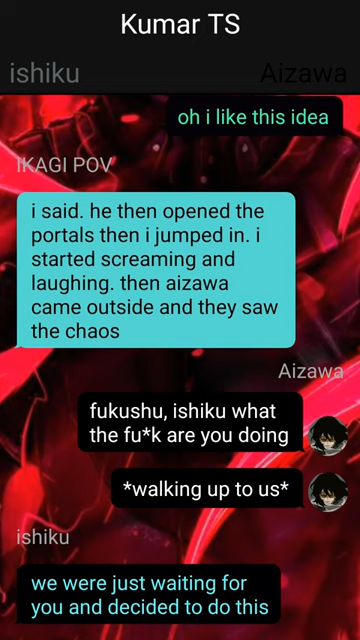 Kumar TS
ishiku
Aizawa
oh i like this idea
IKAGI POV
i said. he then opened the
portals then i jumped in. i
started screaming and
laughing. then aizawa
came outside and they saw
the chaos
Aizawa
fukushu, ishiku what
the fu*k are you doing
*walking up to us*
ishiku
we were just waiting for
you and decided to do this